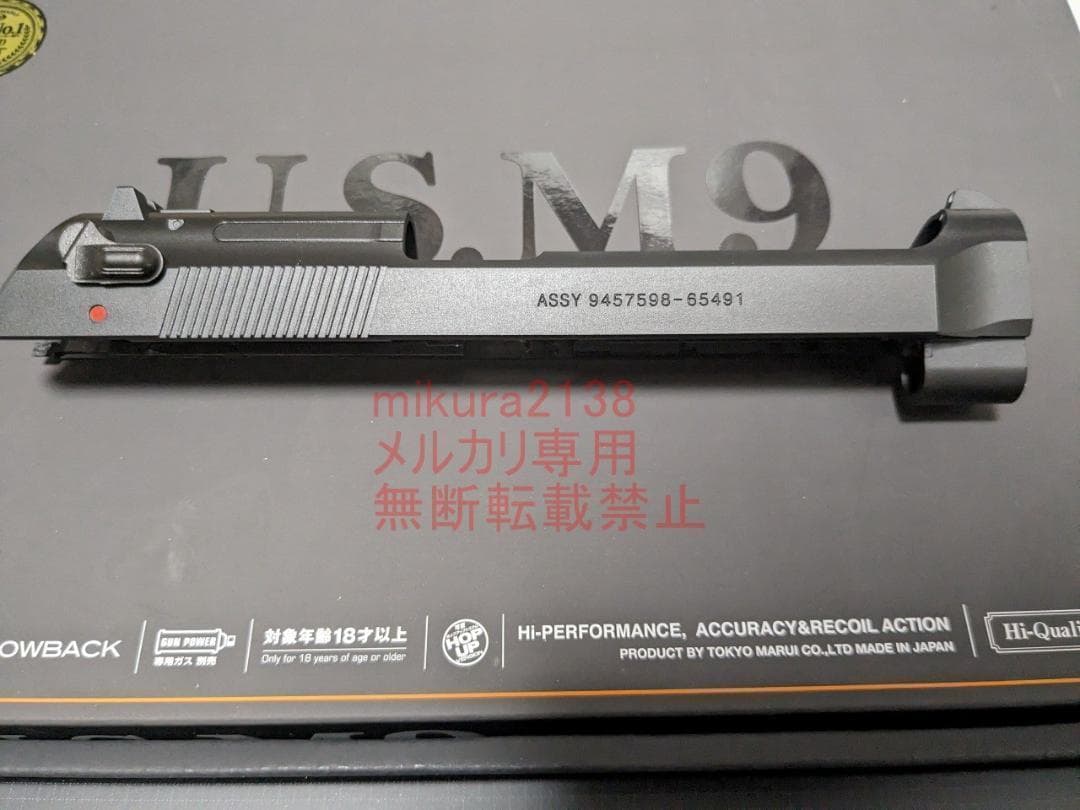 No.1
U.S.M9
ASSY 9457598-65491
mikura2138
メルカリ専用
無断転載禁止
OWBACK
GUN POWER
専用ガス 別売
対象年齢18才以上
Only for 18 years of age or older
HOP
UP
Hi-PERFORMANCE, ACCURACY&RECOIL ACTION
PRODUCT BY TOKYO MARUI CO.,LTD MADE IN JAPAN
Hi-Quali